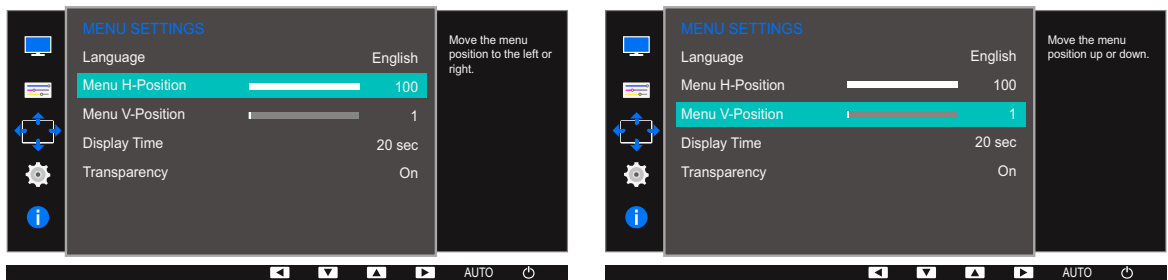 MENU SETTINGS
Language English
Menu H-Position 100
Menu V-Position 1
Display Time 20 sec
Transparency On
Move the menu
position to the left or
right.
AUTO
MENU SETTINGS
Language English
Menu H-Position 100
Menu V-Position 1
Display Time 20 sec
Transparency On
Move the menu
position up or down.
AUTO